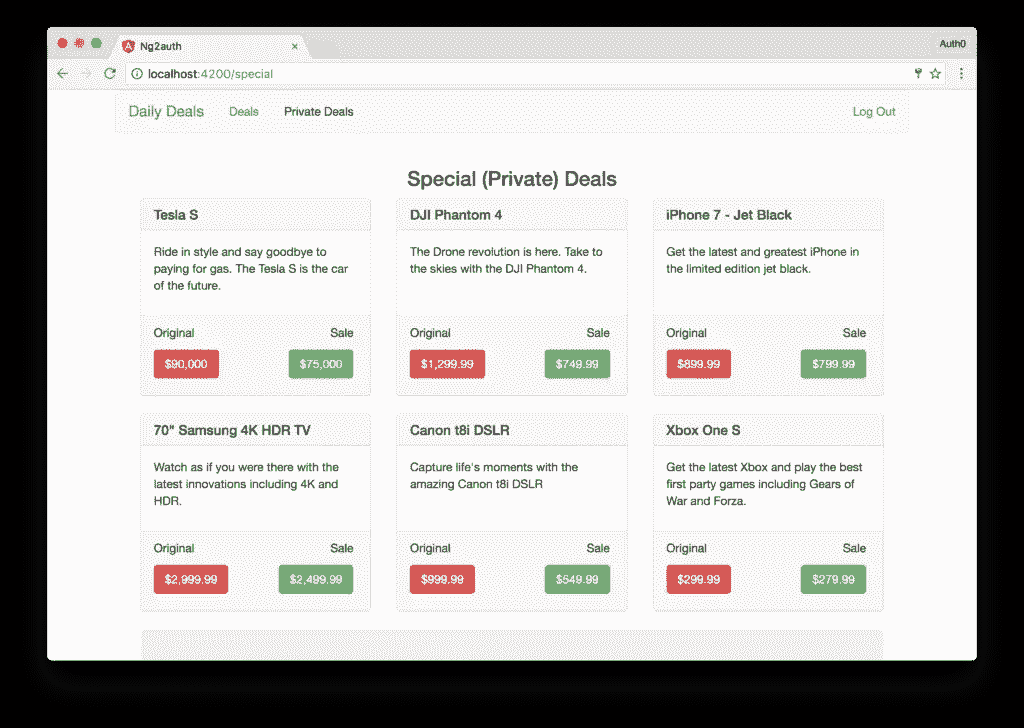 Ng2auth
Auth0
localhost:4200/special
Daily Deals Deals Private Deals Log Out
Special (Private) Deals
Tesla S
Ride in style and say goodbye to
paying for gas. The Tesla S is the car
of the future.
Original Sale
$90,000 $75,000
DJI Phantom 4
The Drone revolution is here. Take to
the skies with the DJI Phantom 4.
Original Sale
$1,299.99 $749.99
iPhone 7 - Jet Black
Get the latest and greatest iPhone in
the limited edition jet black.
Original Sale
$899.99 $799.99
70" Samsung 4K HDR TV
Watch as if you were there with the
latest innovations including 4K and
HDR.
Original Sale
$2,999.99 $2,499.99
Canon t8i DSLR
Capture life's moments with the
amazing Canon t8i DSLR
Original Sale
$999.99 $549.99
Xbox One S
Get the latest Xbox and play the best
first party games including Gears of
War and Forza.
Original Sale
$299.99 $279.99